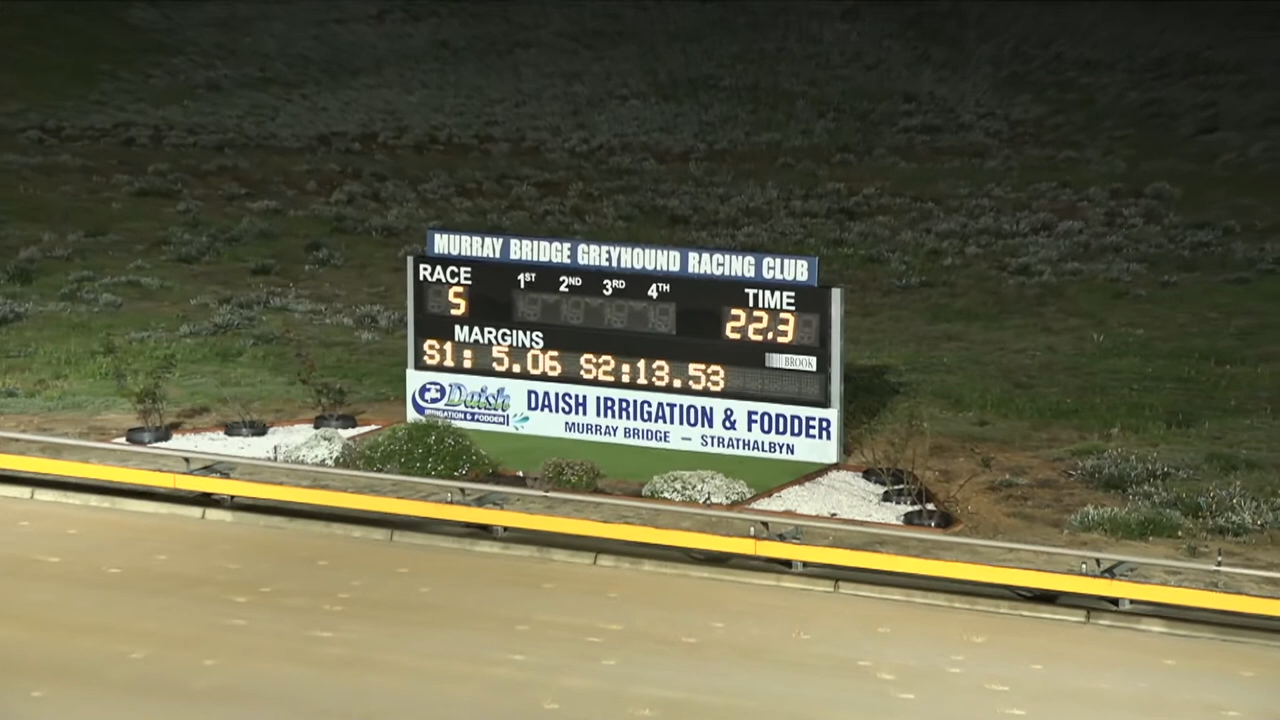 MURRAY BRIDGE GREYHOUND RACING CLUB
RACE 1ST 2ND 3RD 4TH TIME
5 22.3
MARGINS
BROOK
S1: 5.06 S2:13.53
Daish
IRRIGATION & FODDER
DAISH IRRIGATION & FODDER
MURRAY BRIDGE — STRATHALBYN